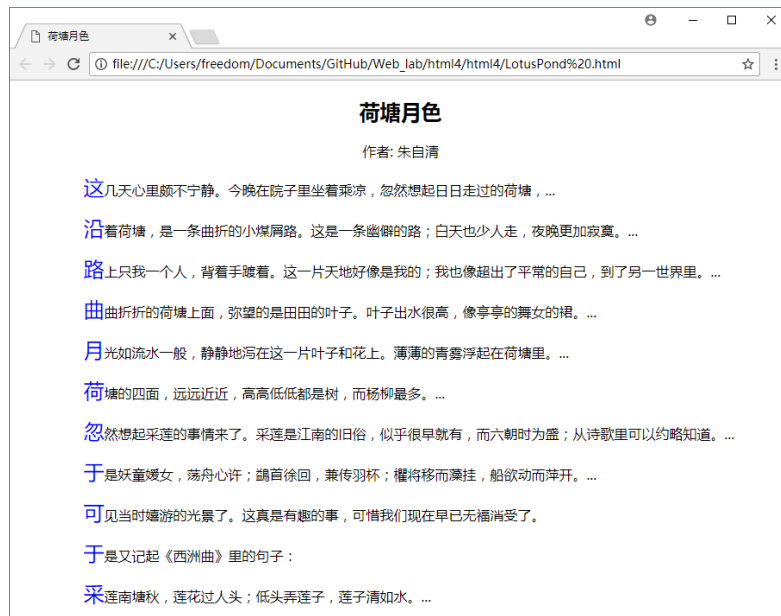 荷塘月色
file:///C:/Users/freedom/Documents/GitHub/Web_lab/html4/html4/LotusPond%20.html
荷塘月色
作者: 朱自清
这几天心里颇不宁静。今晚在院子里坐着乘凉，忽然想起日日走过的荷塘，...
沿着荷塘，是一条曲折的小煤屑路。这是一条幽僻的路；白天也少人走，夜晚更加寂寞。...
路上只我一个人，背着手踱着。这一片天地好像是我的；我也像超出了平常的自己，到了另一世界里。...
曲曲折折的荷塘上面，弥望的是田田的叶子。叶子出水很高，像亭亭的舞女的裙。...
月光如流水一般，静静地泻在这一片叶子和花上。薄薄的青雾浮起在荷塘里。...
荷塘的四面，远远近近，高高低低都是树，而杨柳最多。...
忽然想起采莲的事情来了。采莲是江南的旧俗，似乎很早就有，而六朝时为盛；从诗歌里可以约略知道。...
于是妖童媛女，荡舟心许；鷁首徐回，兼传羽杯；櫂将移而藻挂，船欲动而萍开。...
可见当时嬉游的光景了。这真是有趣的事，可惜我们现在早已无福消受了。
于是又记起《西洲曲》里的句子：
采莲南塘秋，莲花过人头；低头弄莲子，莲子清如水。...